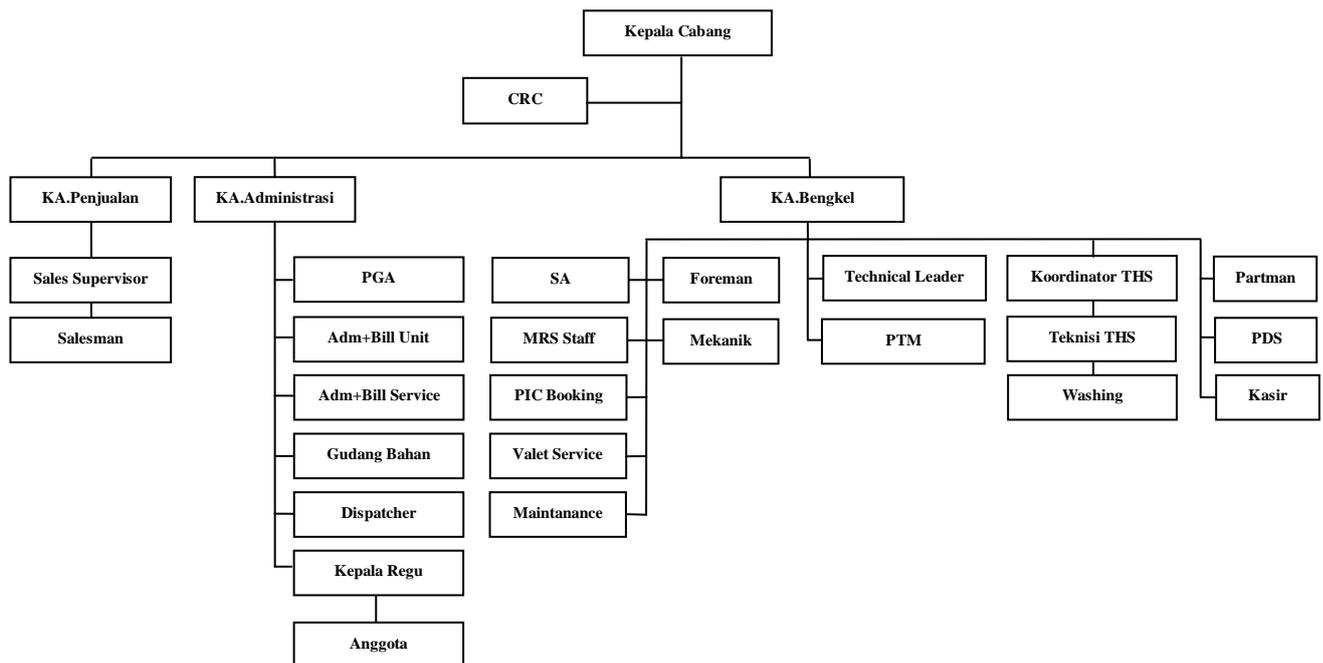 Kepala Cabang
CRC
KA.Penjualan
KA.Administrasi
KA.Bengkel
Sales Supervisor
PGA
SA
Foreman
Technical Leader
Koordinator THS
Partman
Salesman
Adm+Bill Unit
MRS Staff
Mekanik
PTM
Teknisi THS
PDS
Adm+Bill Service
PIC Booking
Washing
Kasir
Gudang Bahan
Valet Service
Dispatcher
Maintanance
Kepala Regu
Anggota